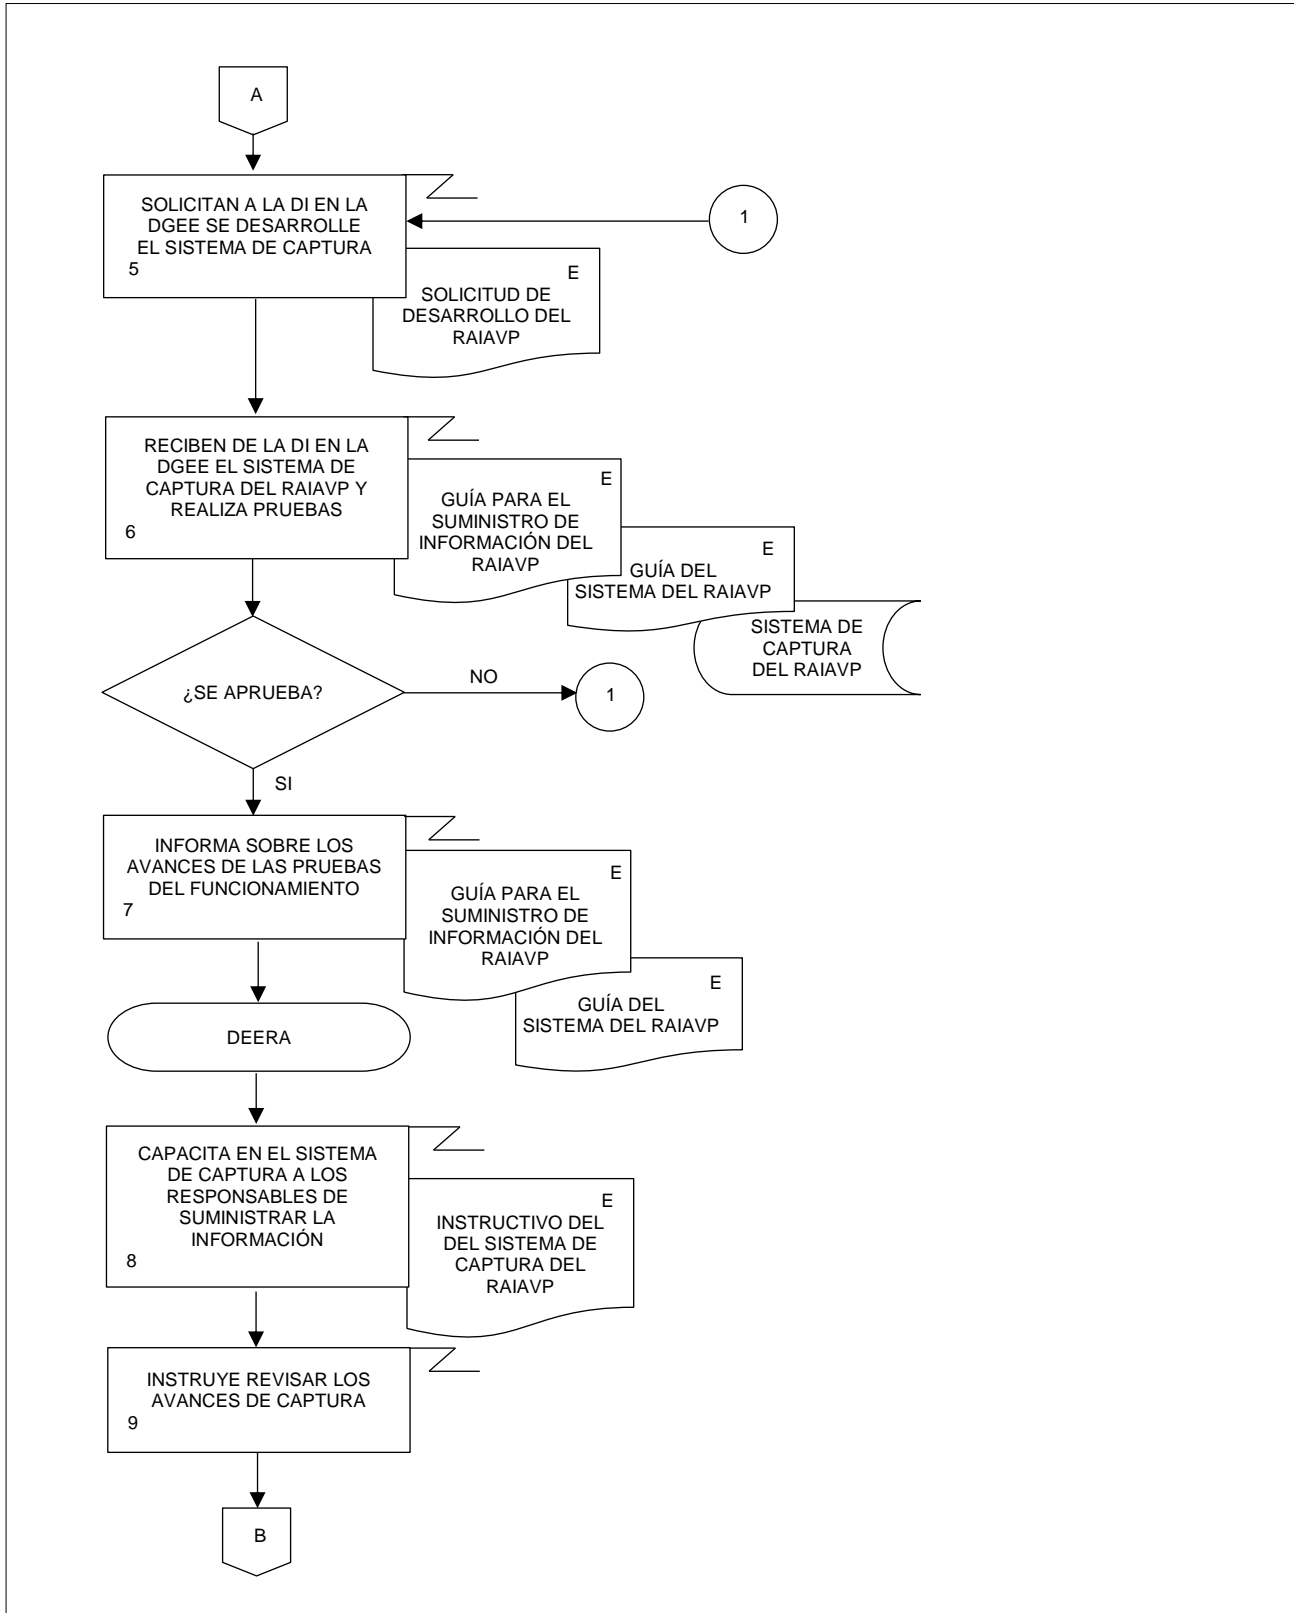 A
SOLICITAN A LA DI EN LA
DGEE SE DESARROLLE
EL SISTEMA DE CAPTURA
5
1
E
SOLICITUD DE
DESARROLLO DEL
RAIAVP
RECIBEN DE LA DI EN LA
DGEE EL SISTEMA DE
CAPTURA DEL RAIAVP Y
REALIZA PRUEBAS
6
E
GUÍA PARA EL
SUMINISTRO DE
INFORMACIÓN DEL
RAIAVP
E
GUÍA DEL
SISTEMA DEL RAIAVP
SISTEMA DE
CAPTURA
DEL RAIAVP
¿SE APRUEBA?
NO
1
SI
INFORMA SOBRE LOS
AVANCES DE LAS PRUEBAS
DEL FUNCIONAMIENTO
7
E
GUÍA PARA EL
SUMINISTRO DE
INFORMACIÓN DEL
RAIAVP
E
GUÍA DEL
SISTEMA DEL RAIAVP
DEERA
CAPACITA EN EL SISTEMA
DE CAPTURA A LOS
RESPONSABLES DE
SUMINISTRAR LA
INFORMACIÓN
8
E
INSTRUCTIVO DEL
DEL SISTEMA DE
CAPTURA DEL
RAIAVP
INSTRUYE REVISAR LOS
AVANCES DE CAPTURA
9
B